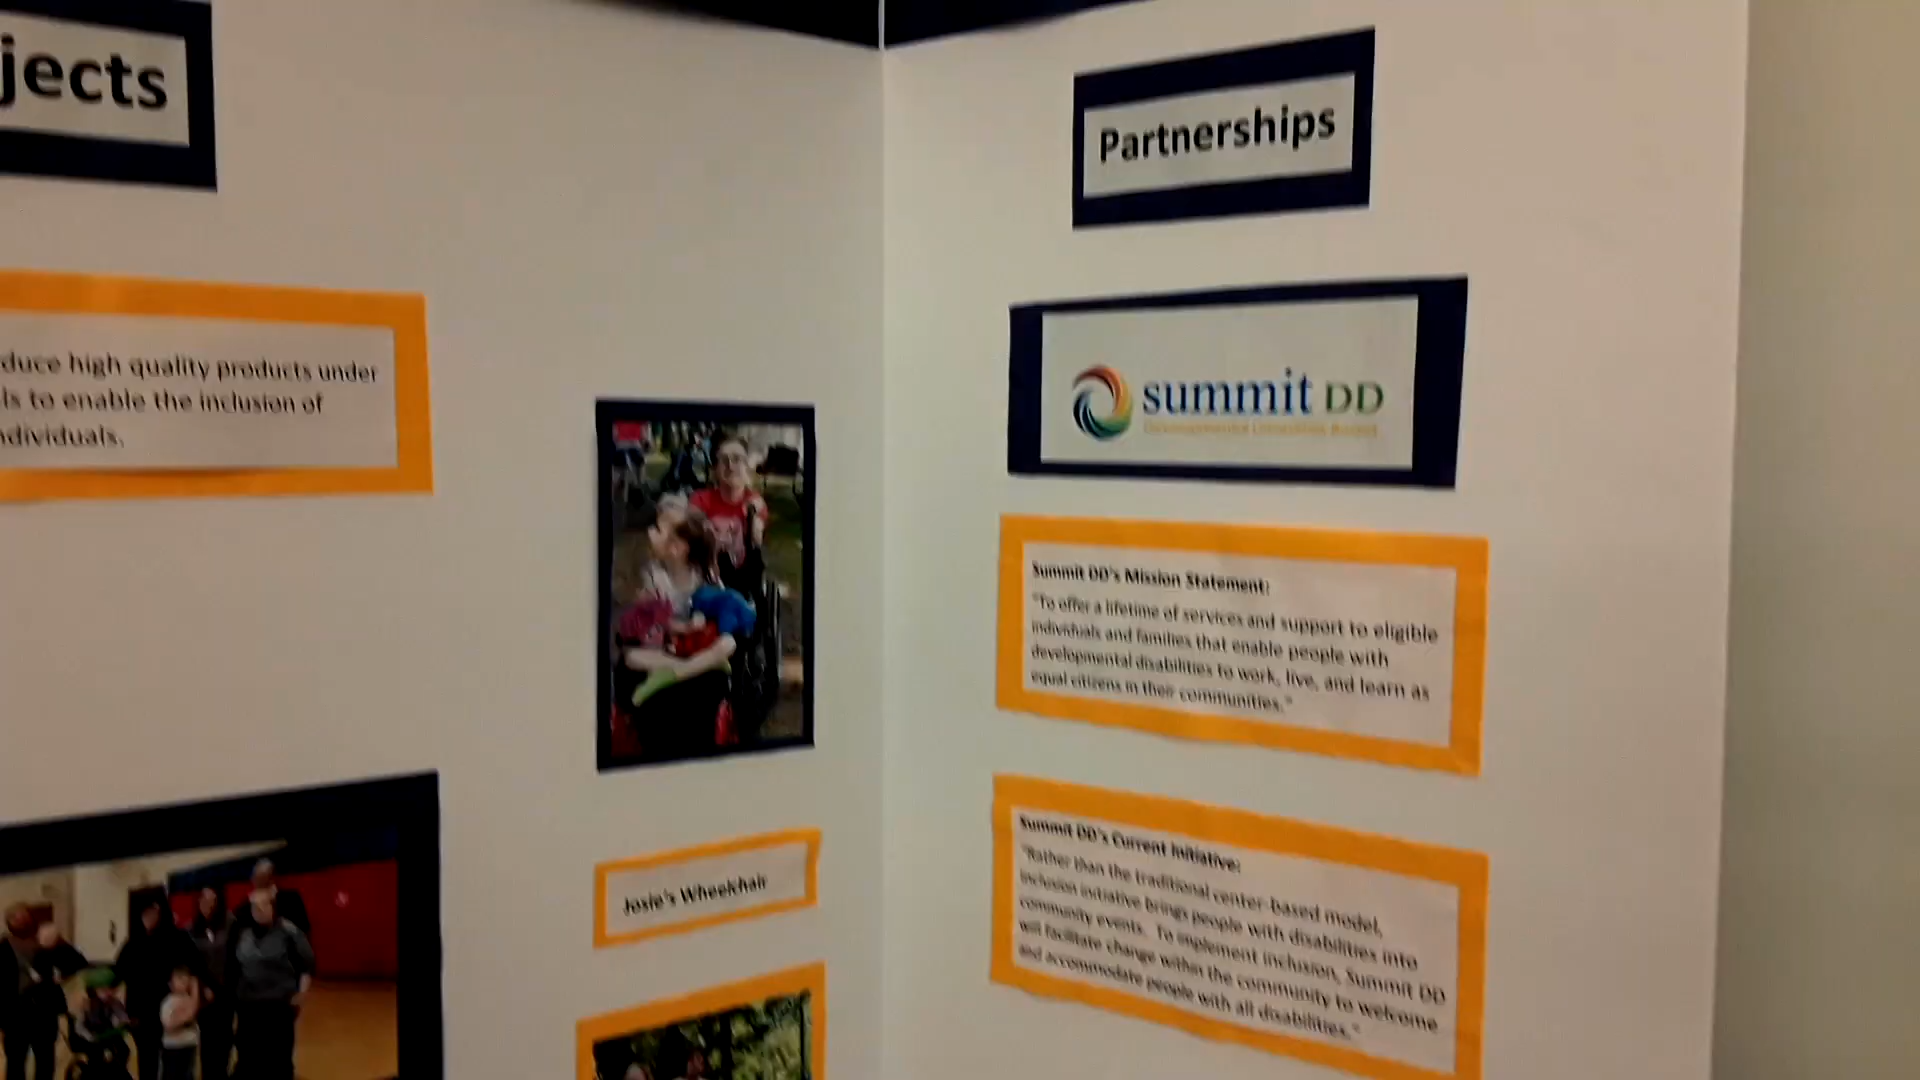 jects
duce high quality products under
ls to enable the inclusion of
ndividuals.
Josie's Wheelchair
Partnerships
summit DD
Summit DD's Mission Statement:
"To offer a lifetime of services and support to eligible
individuals and families that enable people with
developmental disabilities to work, live, and learn as
equal citizens in their communities."
Summit DD's Current Initiative:
"Rather than the traditional center-based model,
inclusion initiative brings people with disabilities into
community events. To implement inclusion, Summit DD
will facilitate change within the community to welcome
and accommodate people with all disabilities."